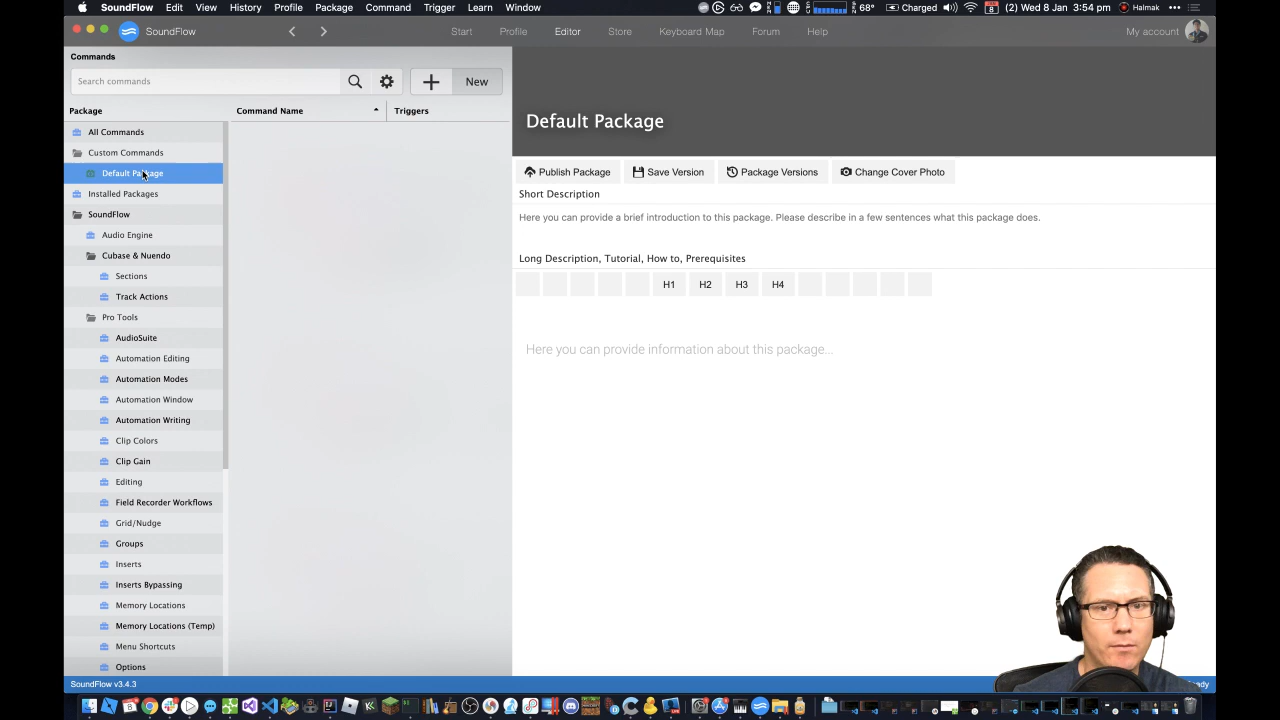 SoundFlow Edit View History Profile Package Command Trigger Learn Window 68° Charged (2) Wed 8 Jan 3:54 pm Halmak
SoundFlow Start Profile Editor Store Keyboard Map Forum Help My account
Commands
Search commands New
Package Command Name Triggers
All Commands
Custom Commands
Default Package
Installed Packages
SoundFlow
Audio Engine
Cubase & Nuendo
Sections
Track Actions
Pro Tools
AudioSuite
Automation Editing
Automation Modes
Automation Window
Automation Writing
Clip Colors
Clip Gain
Editing
Field Recorder Workflows
Grid/Nudge
Groups
Inserts
Inserts Bypassing
Memory Locations
Memory Locations (Temp)
Menu Shortcuts
Options
Default Package
Publish Package Save Version Package Versions Change Cover Photo
Short Description
Here you can provide a brief introduction to this package. Please describe in a few sentences what this package does.
Long Description, Tutorial, How to, Prerequisites
H1 H2 H3 H4
Here you can provide information about this package...
SoundFlow v3.4.3